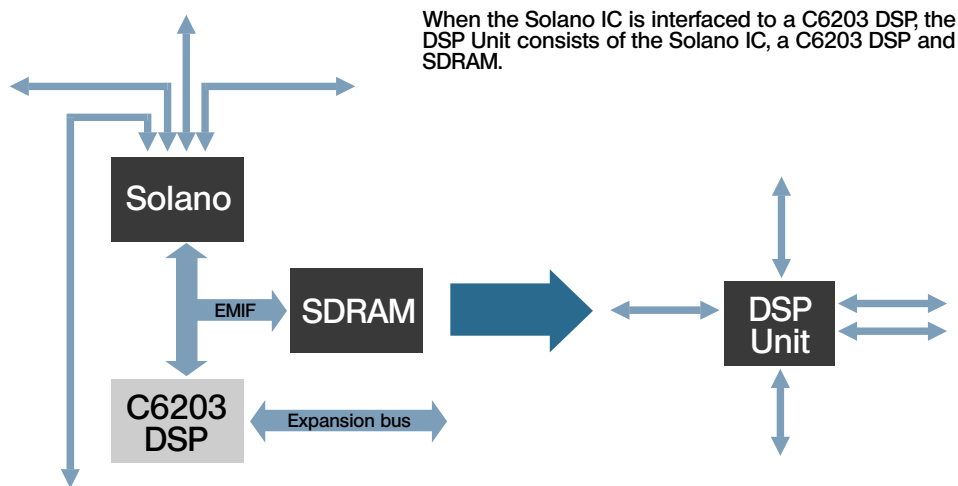 When the Solano IC is interfaced to a C6203 DSP, the
DSP Unit consists of the Solano IC, a C6203 DSP and
SDRAM.
Solano
EMIF
SDRAM
C6203
DSP
Expansion bus
DSP
Unit